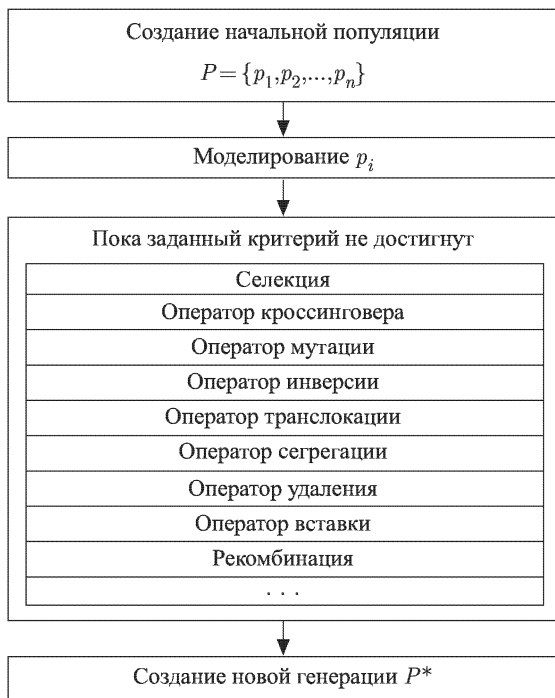 Создание начальной популяции
P={p₁,p₂,...,pₙ}
Моделирование pᵢ
Пока заданный критерий не достигнут
Селекция
Оператор кроссинговера
Оператор мутации
Оператор инверсии
Оператор транслокации
Оператор сегрегации
Оператор удаления
Оператор вставки
Рекомбинация
. . .
Создание новой генерации P*